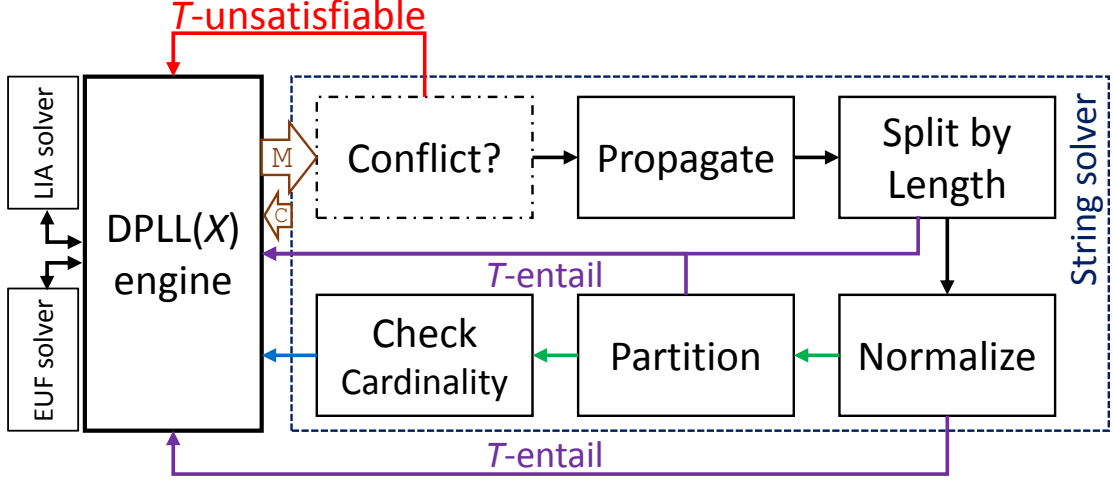 T-unsatisfiable
LIA solver
EUF solver
DPLL(X)
engine
M
C
Conflict?
Propagate
Split by
Length
String solver
T-entail
Check
Cardinality
Partition
Normalize
T-entail